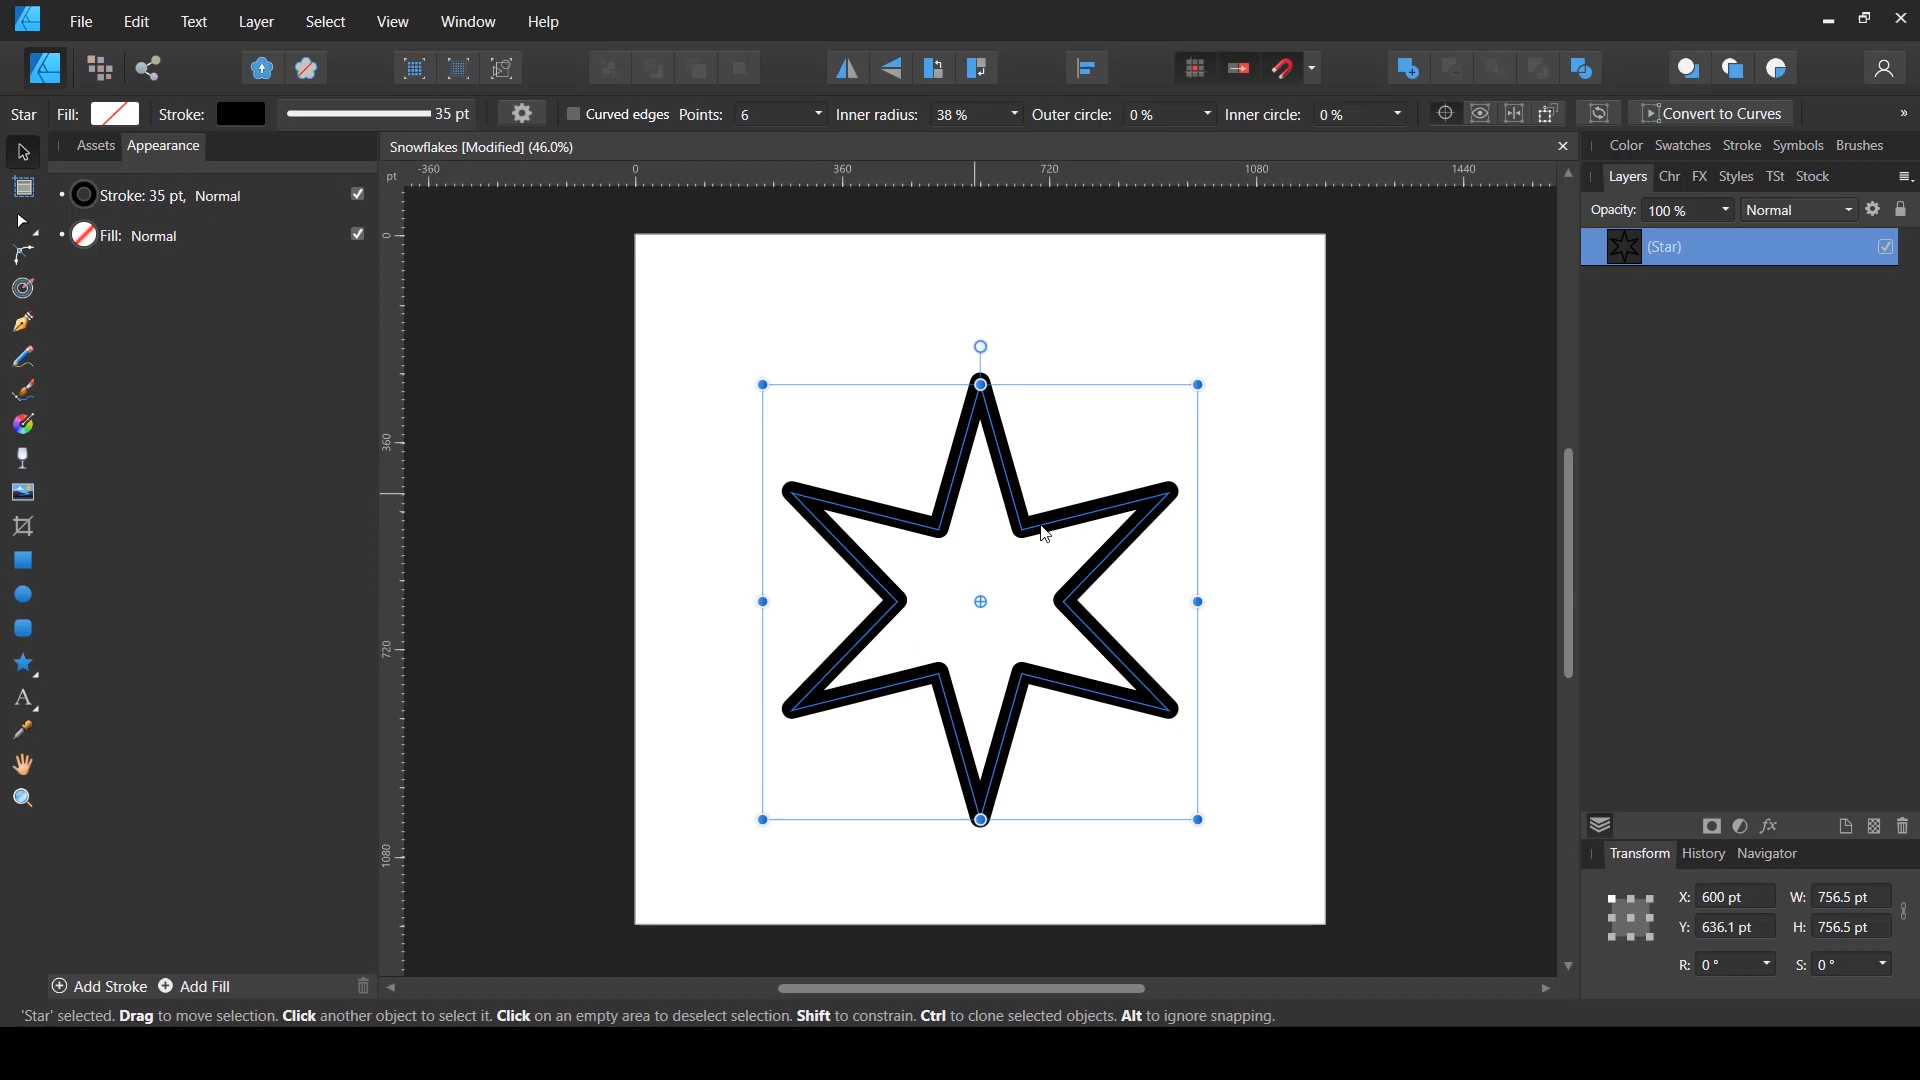 File Edit Text Layer Select View Window Help
Star Fill: Stroke: 35 pt Curved edges Points: 6 Inner radius: 38 % Outer circle: 0 % Inner circle: 0 % Convert to Curves »
Assets Appearance
Snowflakes [Modified] (46.0%)
Color Swatches Stroke Symbols Brushes
pt -360 0 360 720 1080 1440
Layers Chr FX Styles TSt Stock
Stroke: 35 pt, Normal
Opacity: 100 % Normal
Fill: Normal
0
(Star)
360
720
1080
fx
Transform History Navigator
X: 600 pt W: 756.5 pt
Y: 636.1 pt H: 756.5 pt
R: 0 ° S: 0 °
Add Stroke Add Fill
'Star' selected. Drag to move selection. Click another object to select it. Click on an empty area to deselect selection. Shift to constrain. Ctrl to clone selected objects. Alt to ignore snapping.